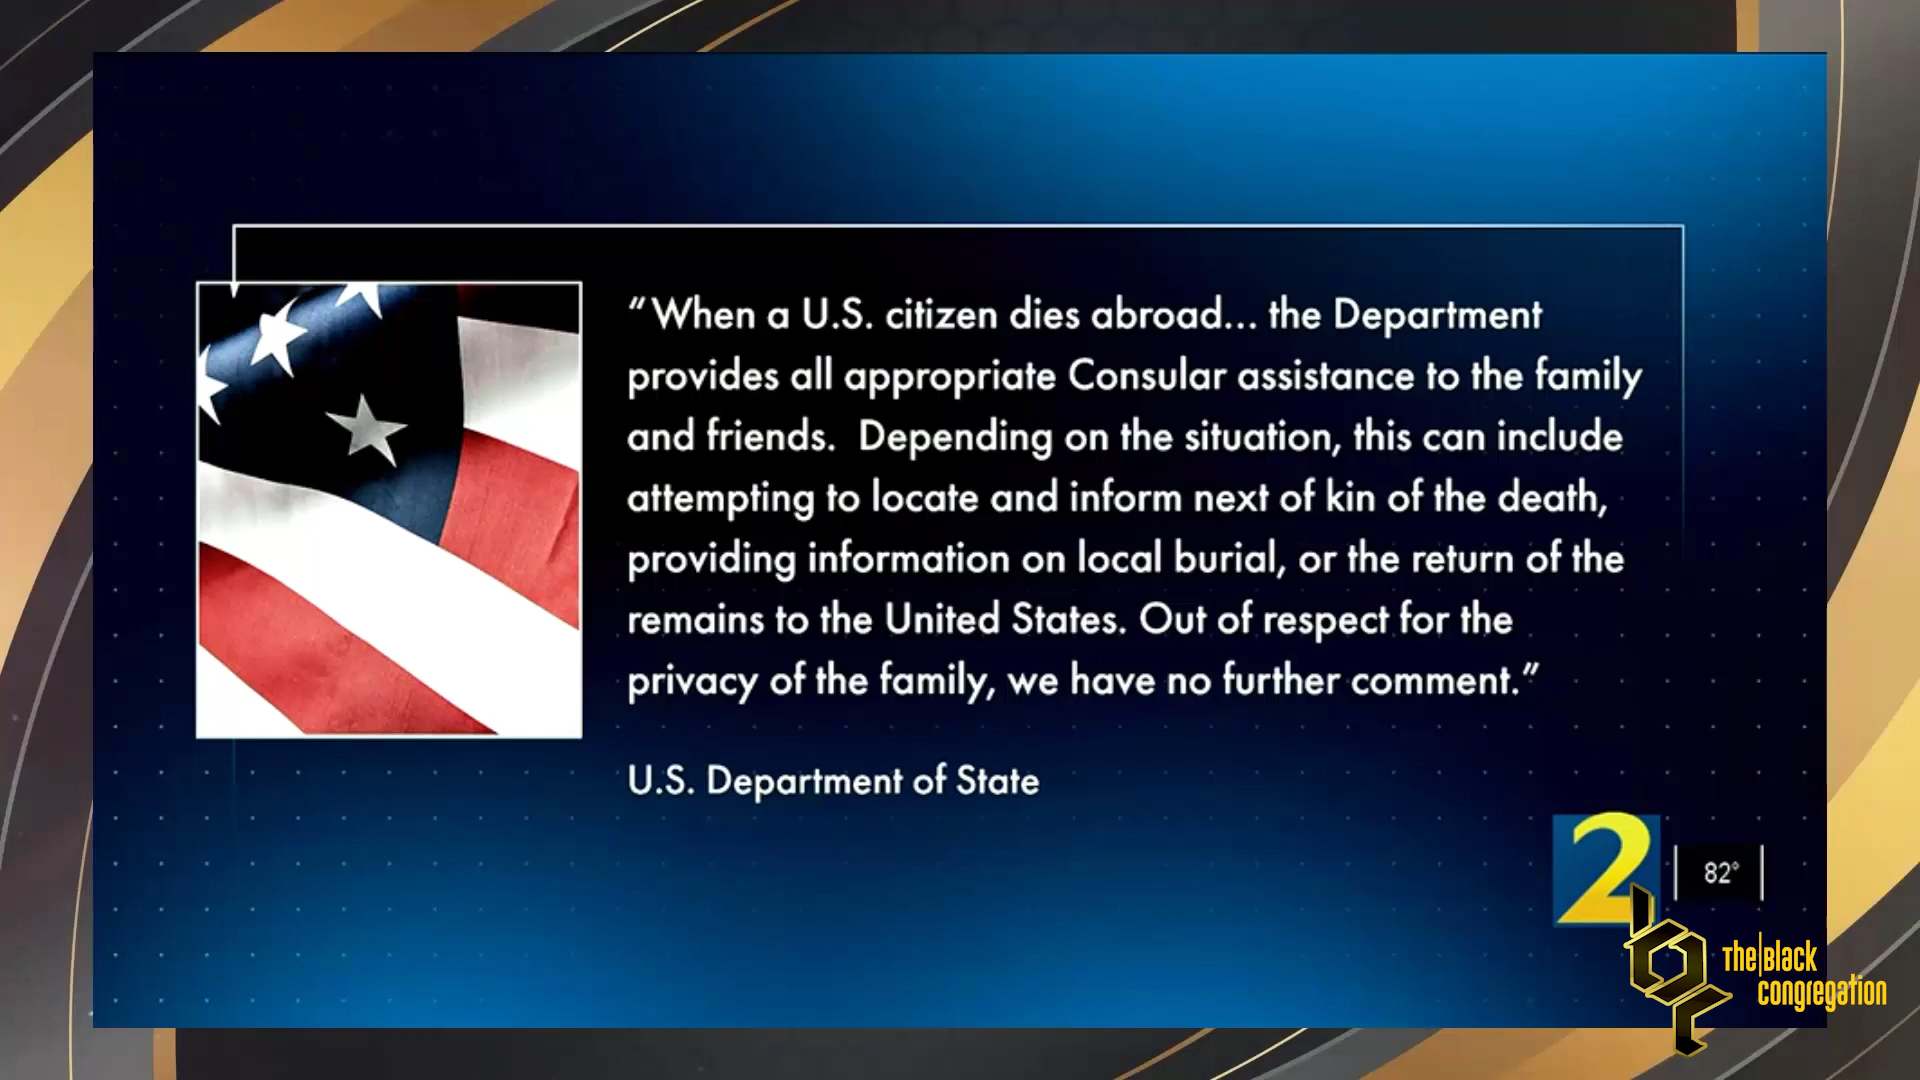 “When a U.S. citizen dies abroad... the Department
provides all appropriate Consular assistance to the family
and friends.  Depending on the situation, this can include
attempting to locate and inform next of kin of the death,
providing information on local burial, or the return of the
remains to the United States. Out of respect for the
privacy of the family, we have no further comment.”
U.S. Department of State
2
82°
The|Black
congregation